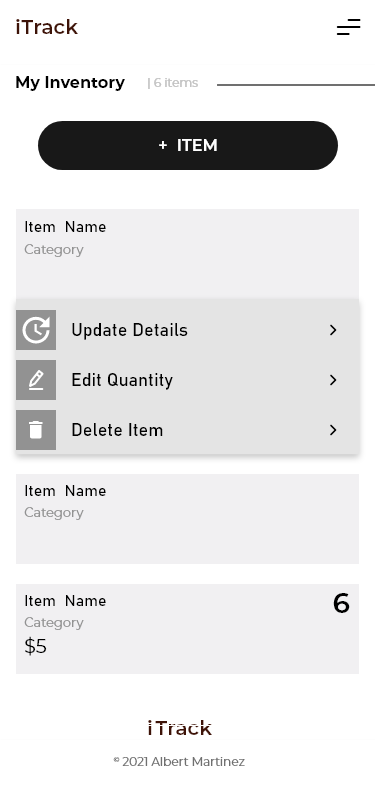 iTrack
My Inventory | 6 items
+ ITEM
Item Name
Category
Update Details
Edit Quantity
Delete Item
Item Name
Category
Item Name 6
Category
$5
iTrack
© 2021 Albert Martinez